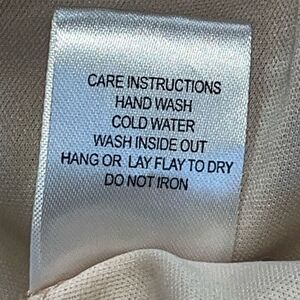 CARE INSTRUCTIONS
HAND WASH
COLD WATER
WASH INSIDE OUT
HANG OR LAY FLAY TO DRY
DO NOT IRON